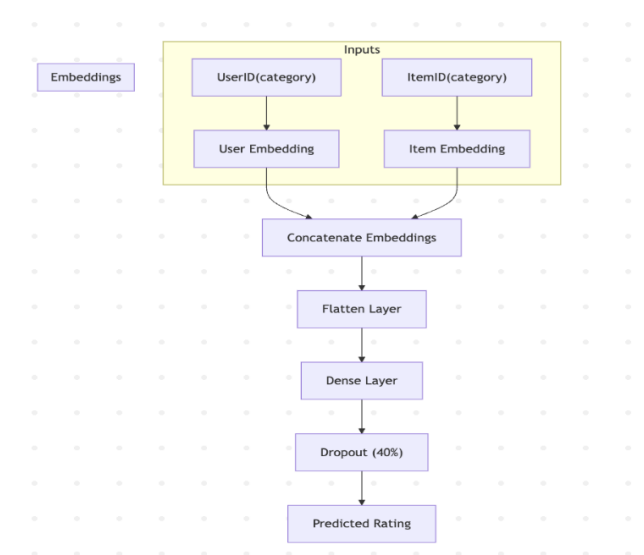 Inputs
Embeddings
UserID(category)
ItemID(category)
User Embedding
Item Embedding
Concatenate Embeddings
Flatten Layer
Dense Layer
Dropout (40%)
Predicted Rating